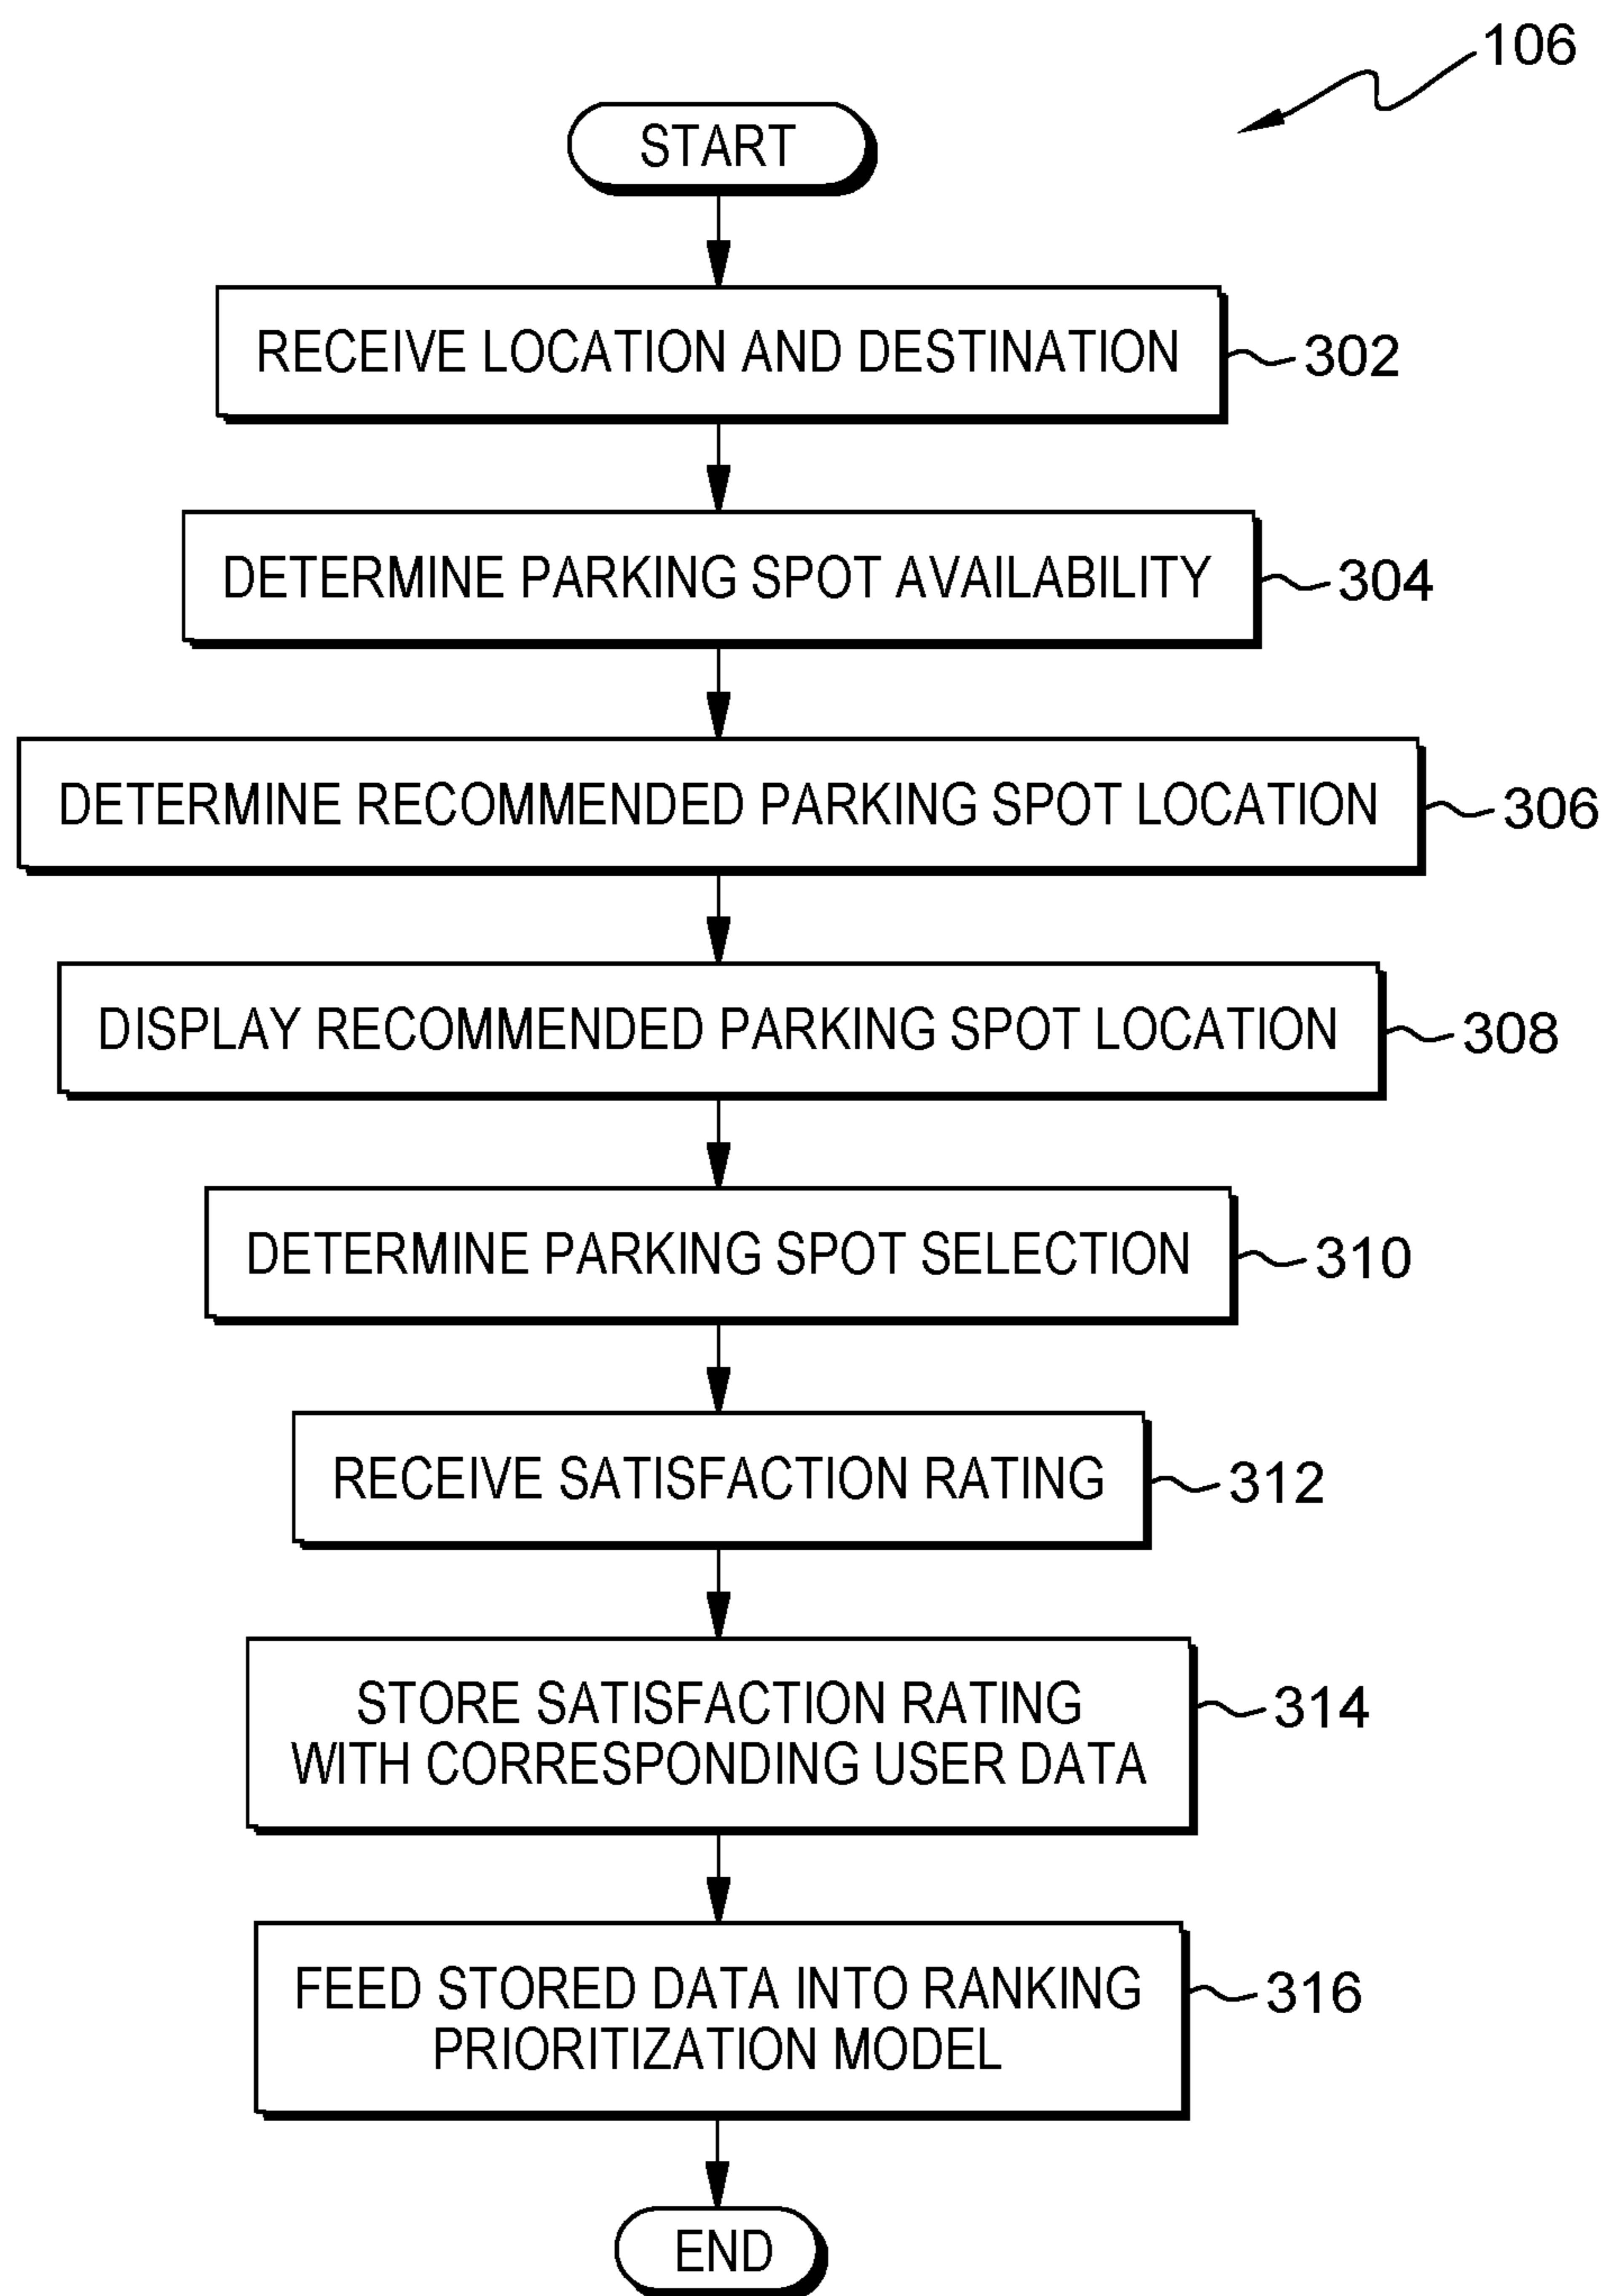 106
START
RECEIVE LOCATION AND DESTINATION
302
DETERMINE PARKING SPOT AVAILABILITY
304
DETERMINE RECOMMENDED PARKING SPOT LOCATION
306
DISPLAY RECOMMENDED PARKING SPOT LOCATION
308
DETERMINE PARKING SPOT SELECTION
310
RECEIVE SATISFACTION RATING
312
STORE SATISFACTION RATING
WITH CORRESPONDING USER DATA
314
FEED STORED DATA INTO RANKING
PRIORITIZATION MODEL
316
END